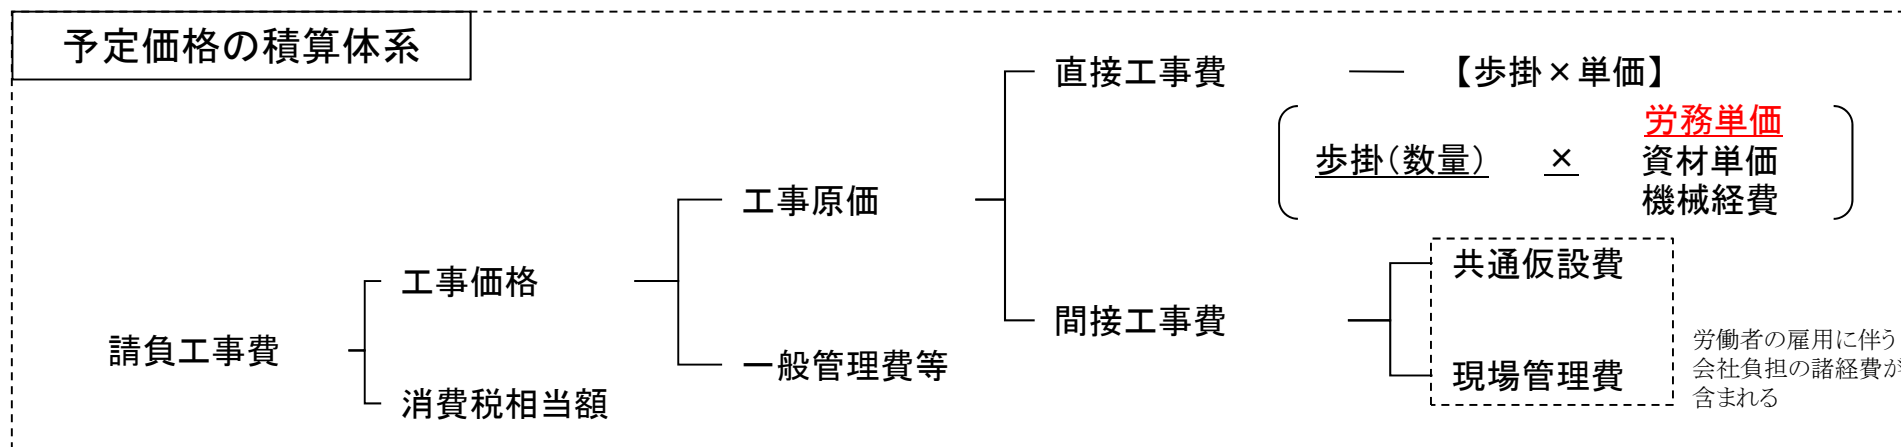 予定価格の積算体系
直接工事費
【歩掛×単価】
労務単価
歩掛(数量) × 資材単価
機械経費
工事原価
共通仮設費
工事価格
間接工事費
請負工事費
労働者の雇用に伴う
会社負担の諸経費が
含まれる
一般管理費等
現場管理費
消費税相当額